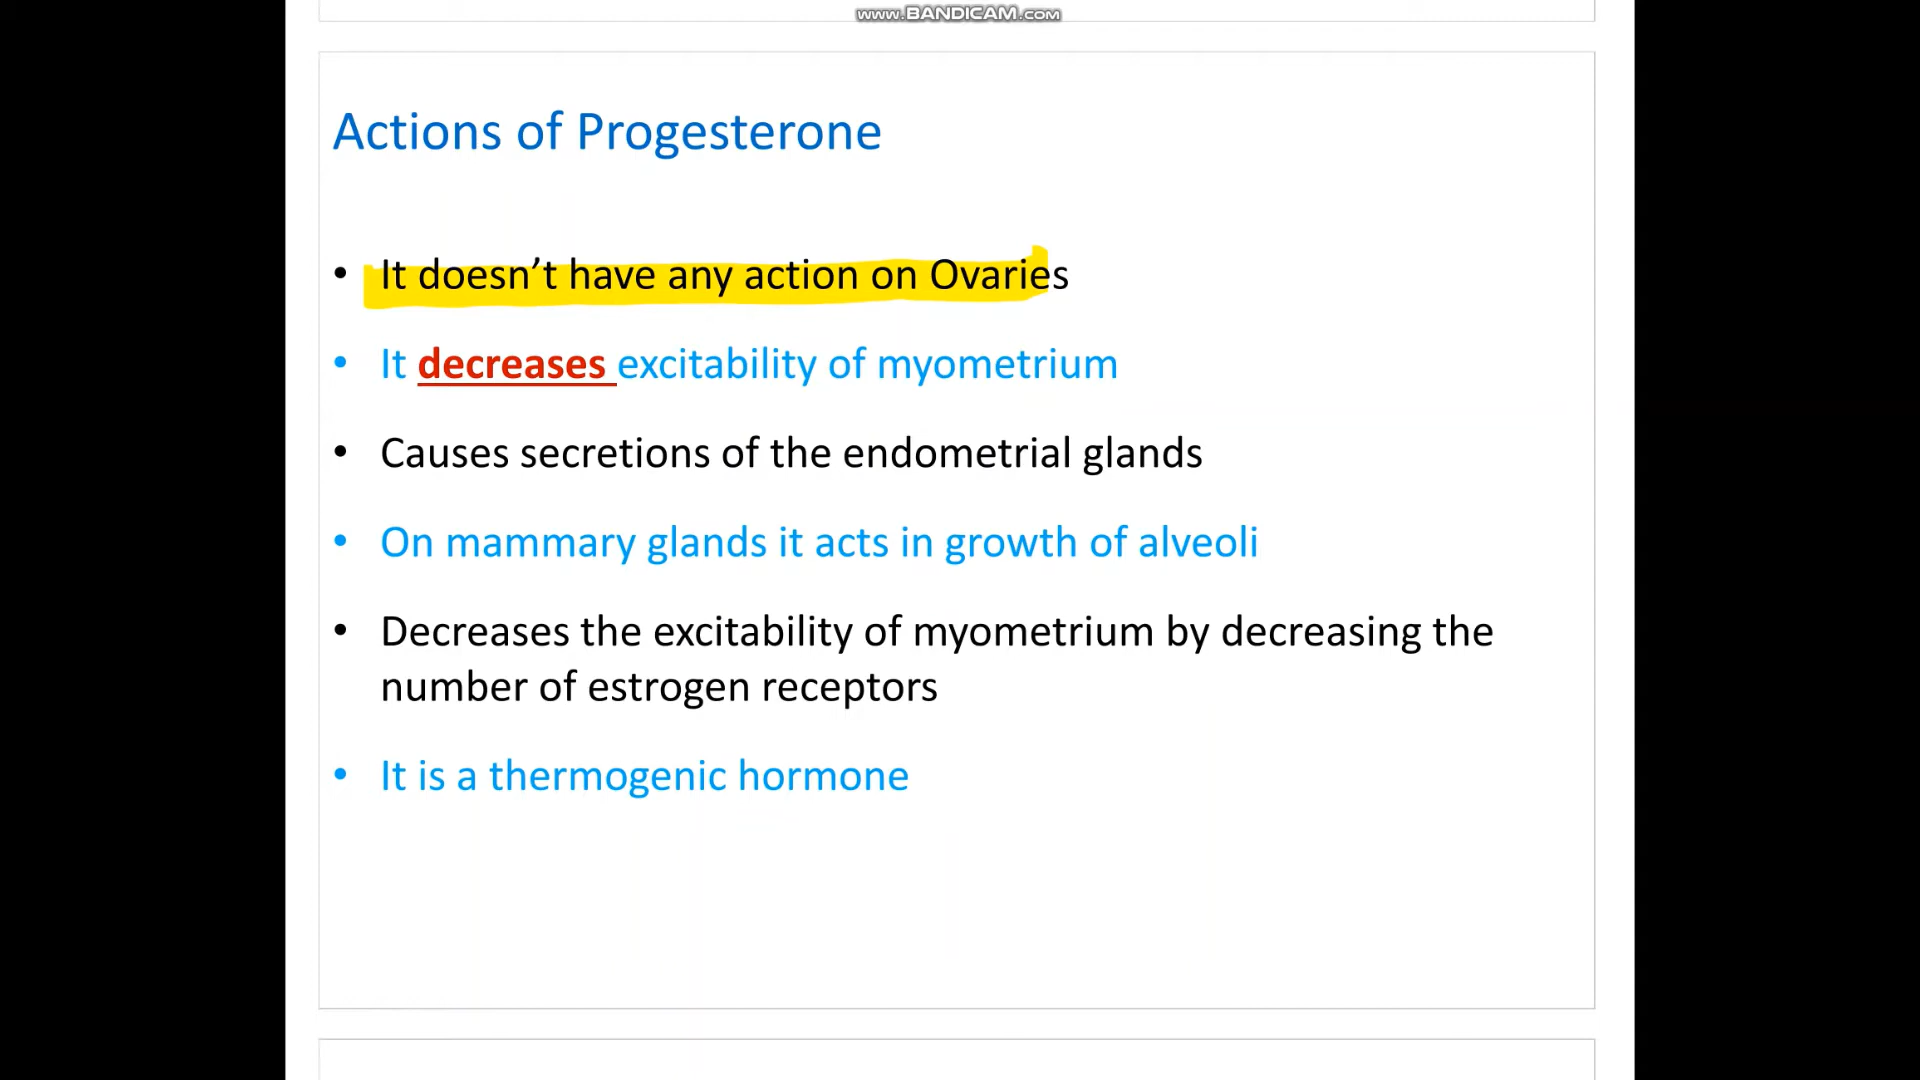 www.BANDICAM.com
Actions of Progesterone
• It doesn’t have any action on Ovaries
• It decreases excitability of myometrium
• Causes secretions of the endometrial glands
• On mammary glands it acts in growth of alveoli
• Decreases the excitability of myometrium by decreasing the
number of estrogen receptors
• It is a thermogenic hormone